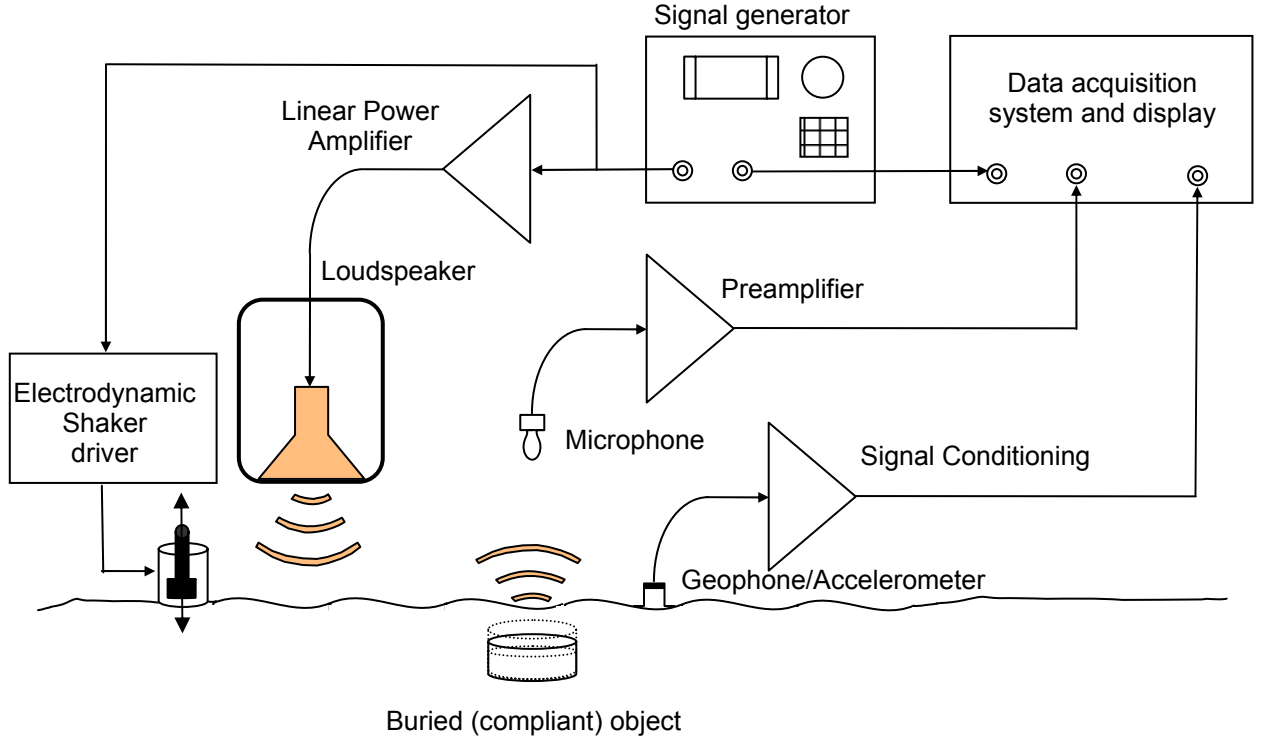 Signal generator
Data acquisition
system and display
Linear Power
Amplifier
Loudspeaker
Preamplifier
Electrodynamic
Shaker
driver
Microphone
Signal Conditioning
Geophone/Accelerometer
Buried (compliant) object